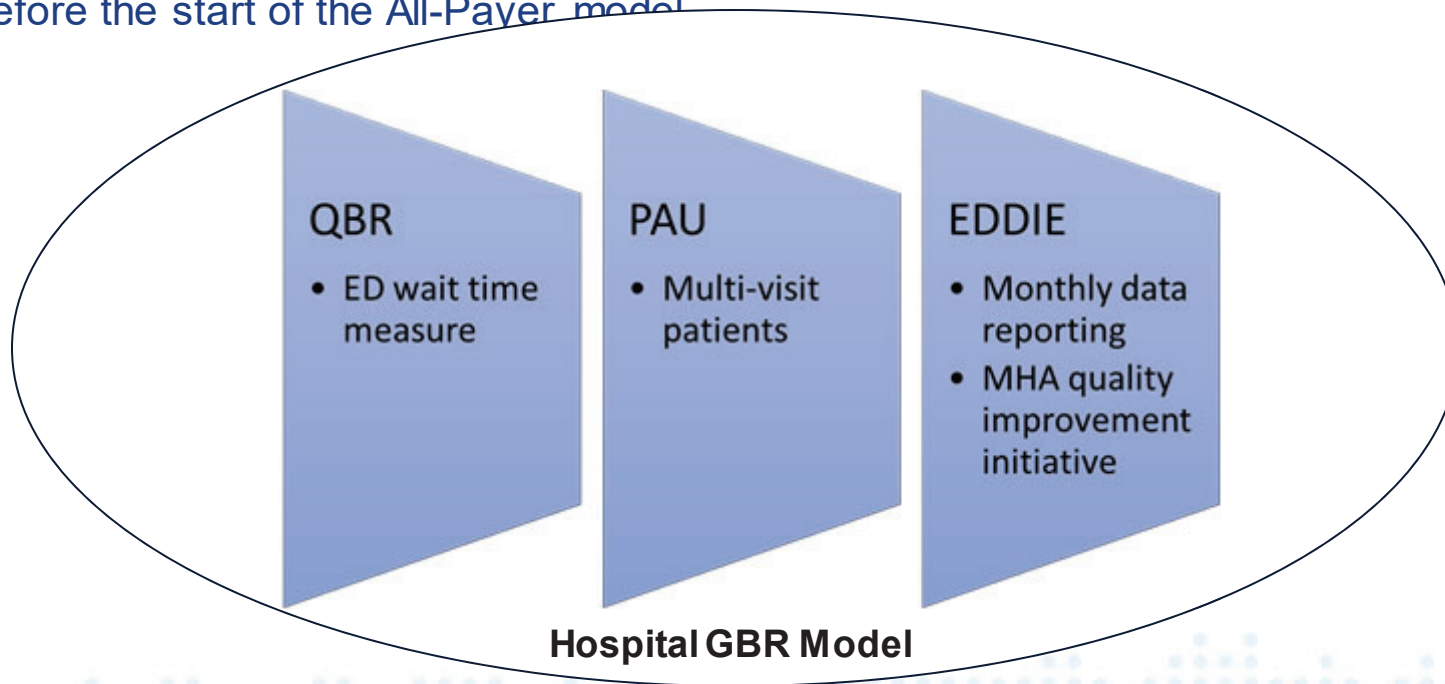 before the start of the All-Payer model
QBR
• ED wait time
measure
PAU
• Multi-visit
patients
EDDIE
• Monthly data
reporting
• MHA quality
improvement
initiative
Hospital GBR Model